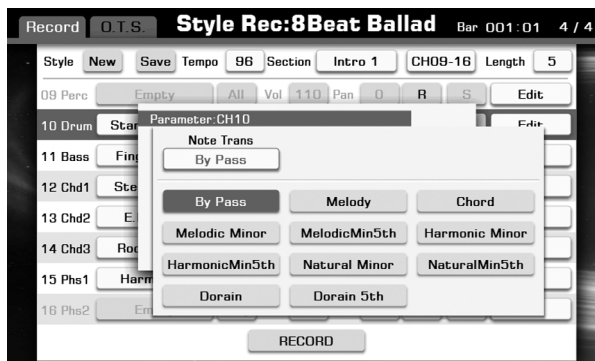 Record O.T.S. Style Rec:8Beat Ballad Bar 001:01 4 / 4
Style New Save Tempo 96 Section Intro 1 CH09-16 Length 5
09 Perc Empty All Vol 110 Pan 0 R S Edit
10 Drum Edit
Parameter:CH10
Note Trans
By Pass
11 Bass
12 Chd1
13 Chd2
14 Chd3
15 Phs1
16 Phs2
By Pass Melody Chord
Melodic Minor MelodicMin5th Harmonic Minor
HarmonicMin5th Natural Minor NaturalMin5th
Dorain Dorain 5th
RECORD